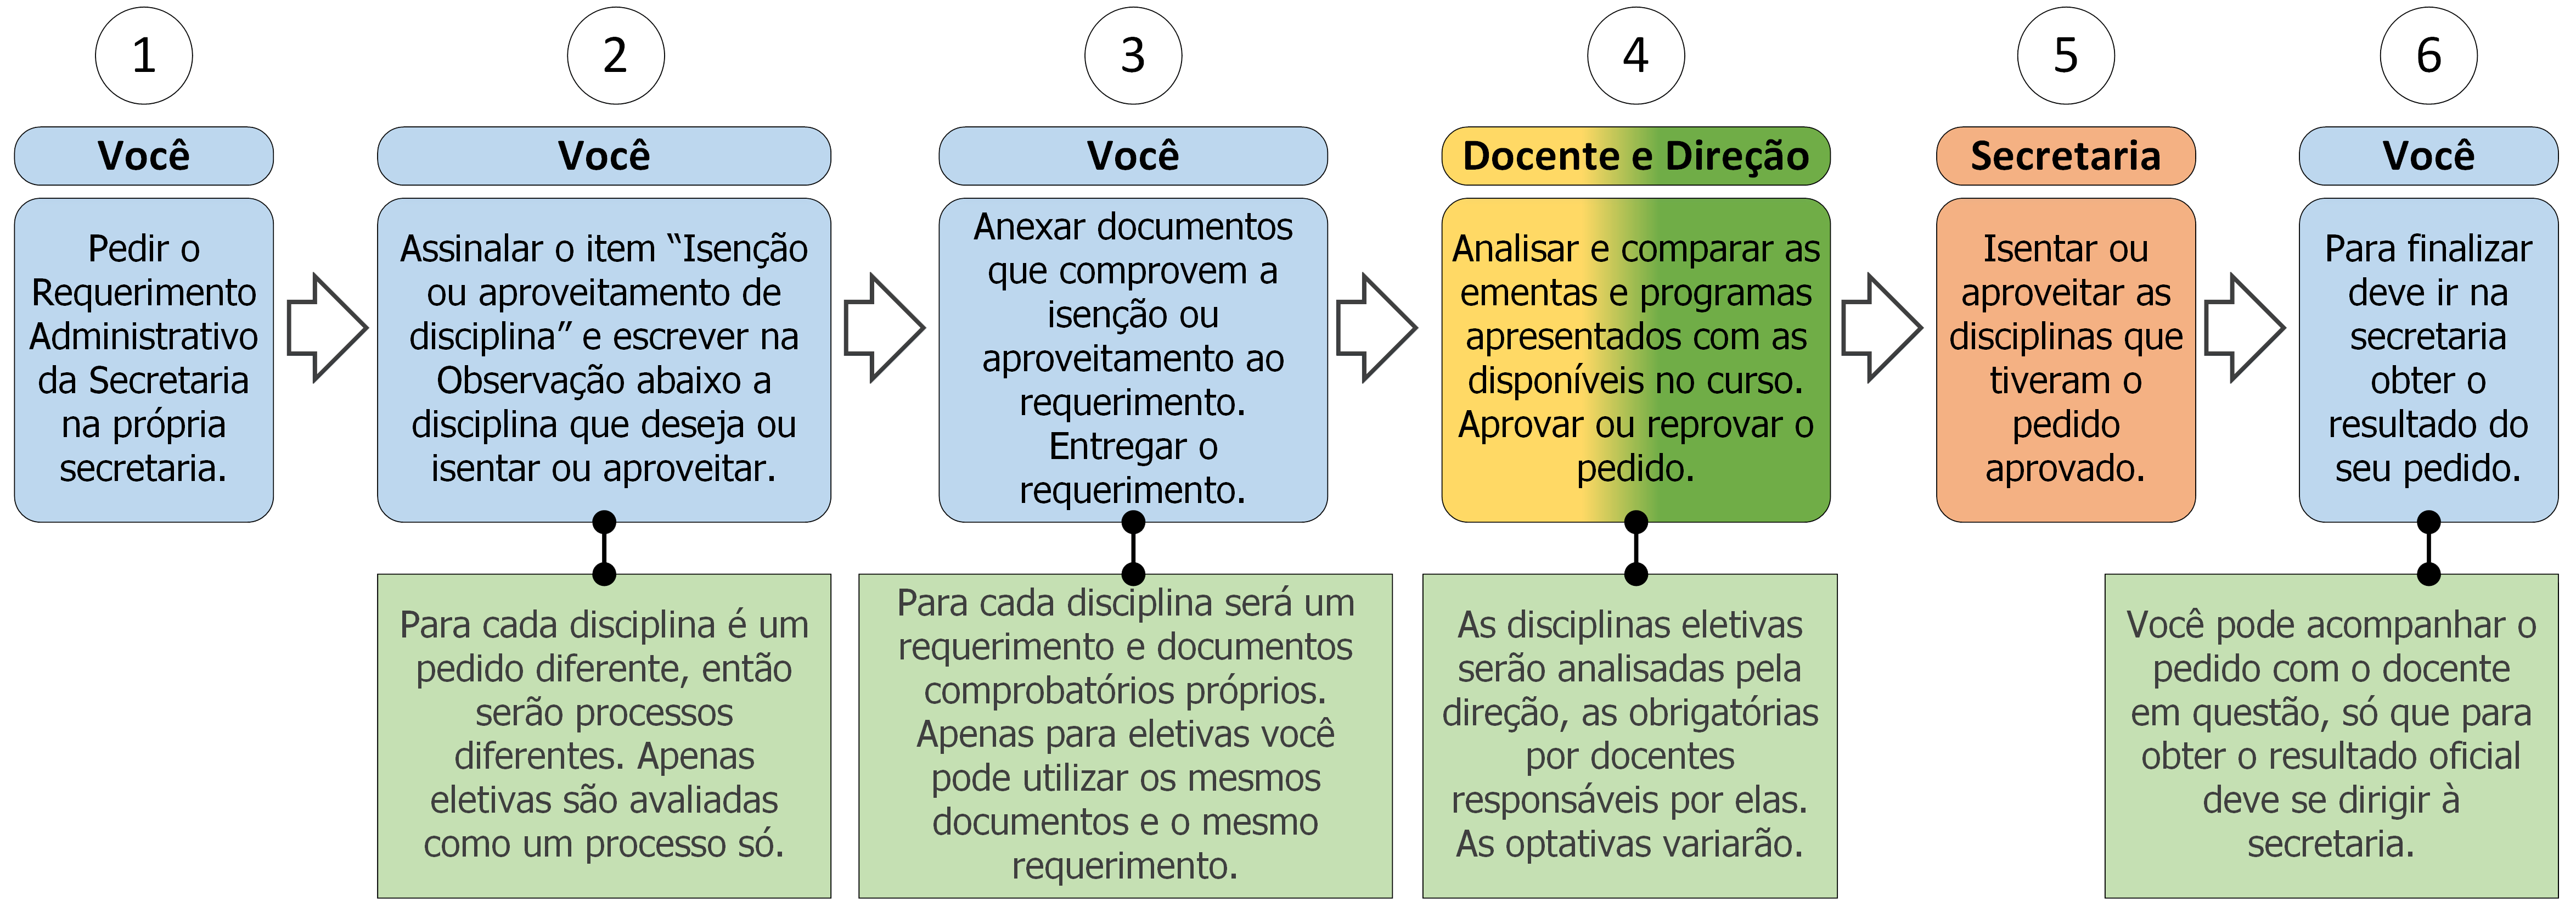 1
Você
Pedir o
Requerimento
Administrativo
da Secretaria
na própria
secretaria.
2
Você
Assinalar o item “Isenção
ou aproveitamento de
disciplina” e escrever na
Observação abaixo a
disciplina que deseja ou
isentar ou aproveitar.
Para cada disciplina é um
pedido diferente, então
serão processos
diferentes. Apenas
eletivas são avaliadas
como um processo só.
3
Você
Anexar documentos
que comprovem a
isenção ou
aproveitamento ao
requerimento.
Entregar o
requerimento.
Para cada disciplina será um
requerimento e documentos
comprobatórios próprios.
Apenas para eletivas você
pode utilizar os mesmos
documentos e o mesmo
requerimento.
4
Docente e Direção
Analisar e comparar as
ementas e programas
apresentados com as
disponíveis no curso.
Aprovar ou reprovar o
pedido.
As disciplinas eletivas
serão analisadas pela
direção, as obrigatórias
por docentes
responsáveis por elas.
As optativas variarão.
5
Secretaria
Isentar ou
aproveitar as
disciplinas que
tiveram o
pedido
aprovado.
6
Você
Para finalizar
deve ir na
secretaria
obter o
resultado do
seu pedido.
Você pode acompanhar o
pedido com o docente
em questão, só que para
obter o resultado oficial
deve se dirigir à
secretaria.